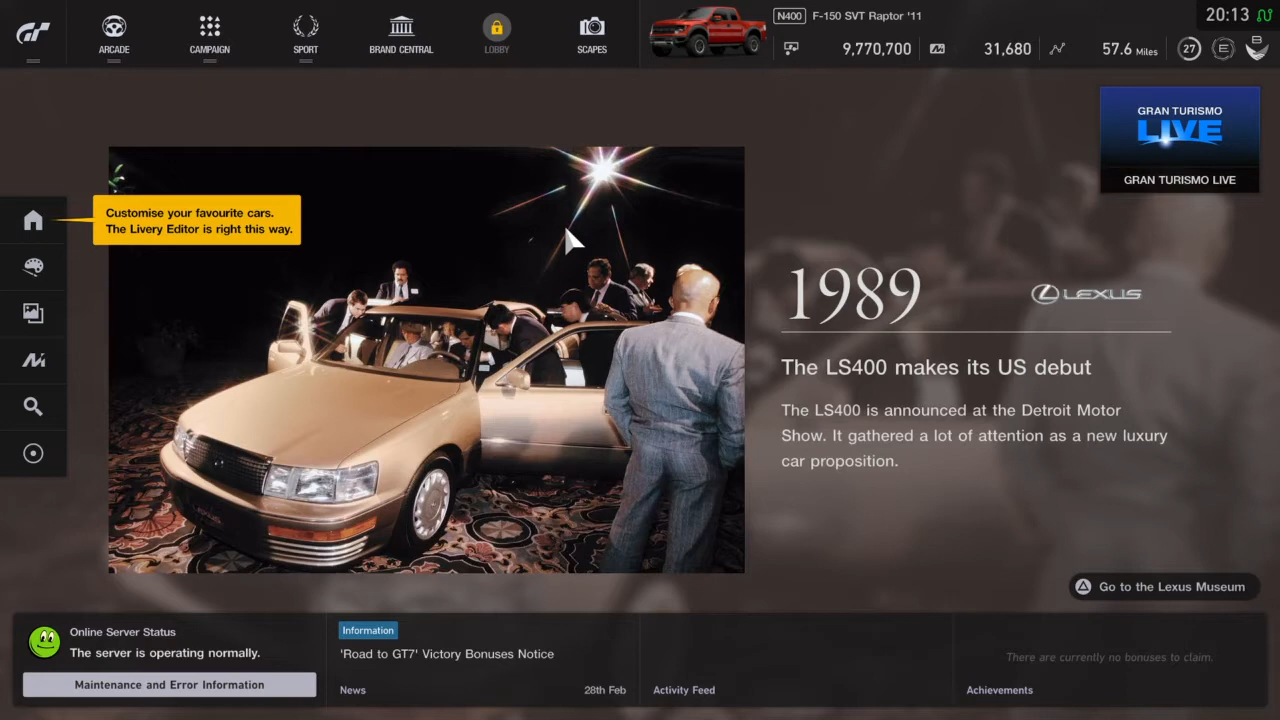 GT
ARCADE
CAMPAIGN
SPORT
BRAND CENTRAL
LOBBY
SCAPES
N400 F-150 SVT Raptor '11
20:13
9,770,700
31,680
57.6 Miles
27
E
B
GRAN TURISMO
LIVE
GRAN TURISMO LIVE
Customise your favourite cars.
The Livery Editor is right this way.
1989
LEXUS
The LS400 makes its US debut
The LS400 is announced at the Detroit Motor
Show. It gathered a lot of attention as a new luxury
car proposition.
Go to the Lexus Museum
Online Server Status
The server is operating normally.
Maintenance and Error Information
Information
'Road to GT7' Victory Bonuses Notice
News
28th Feb
Activity Feed
There are currently no bonuses to claim.
Achievements